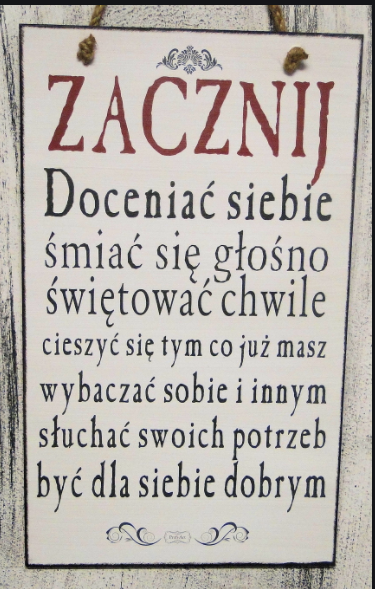 ZACZNIJ
Doceniać siebie
śmiać się głośno
świętować chwile
cieszyć się tym co już masz
wybaczać sobie i innym
słuchać swoich potrzeb
być dla siebie dobrym